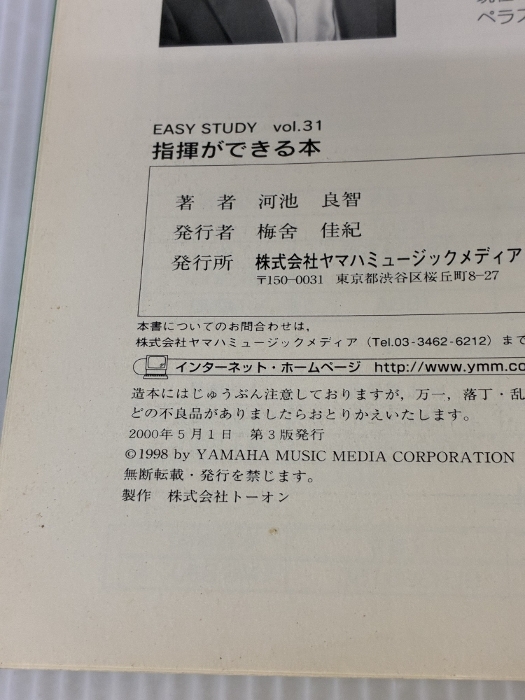 ペラ
EASY STUDY vol.31
指揮ができる本
著 者 河池 良智
発行者 梅舍 佳紀
発行所 株式会社ヤマハミュージックメディア
〒150-0031 東京都渋谷区桜丘町8-27
本書についてのお問合わせは,
株式会社ヤマハミュージックメディア (Tel.03-3462-6212) まで
インターネット・ホームページ http://www.ymm.co
造本にはじゅうぶん注意しておりますが, 万一, 落丁・乱
どの不良品がありましたらおとりかえいたします。
2000年5月1日 第3版発行
©1998 by YAMAHA MUSIC MEDIA CORPORATION
無断転載・発行を禁じます。
製作 株式会社トーオン